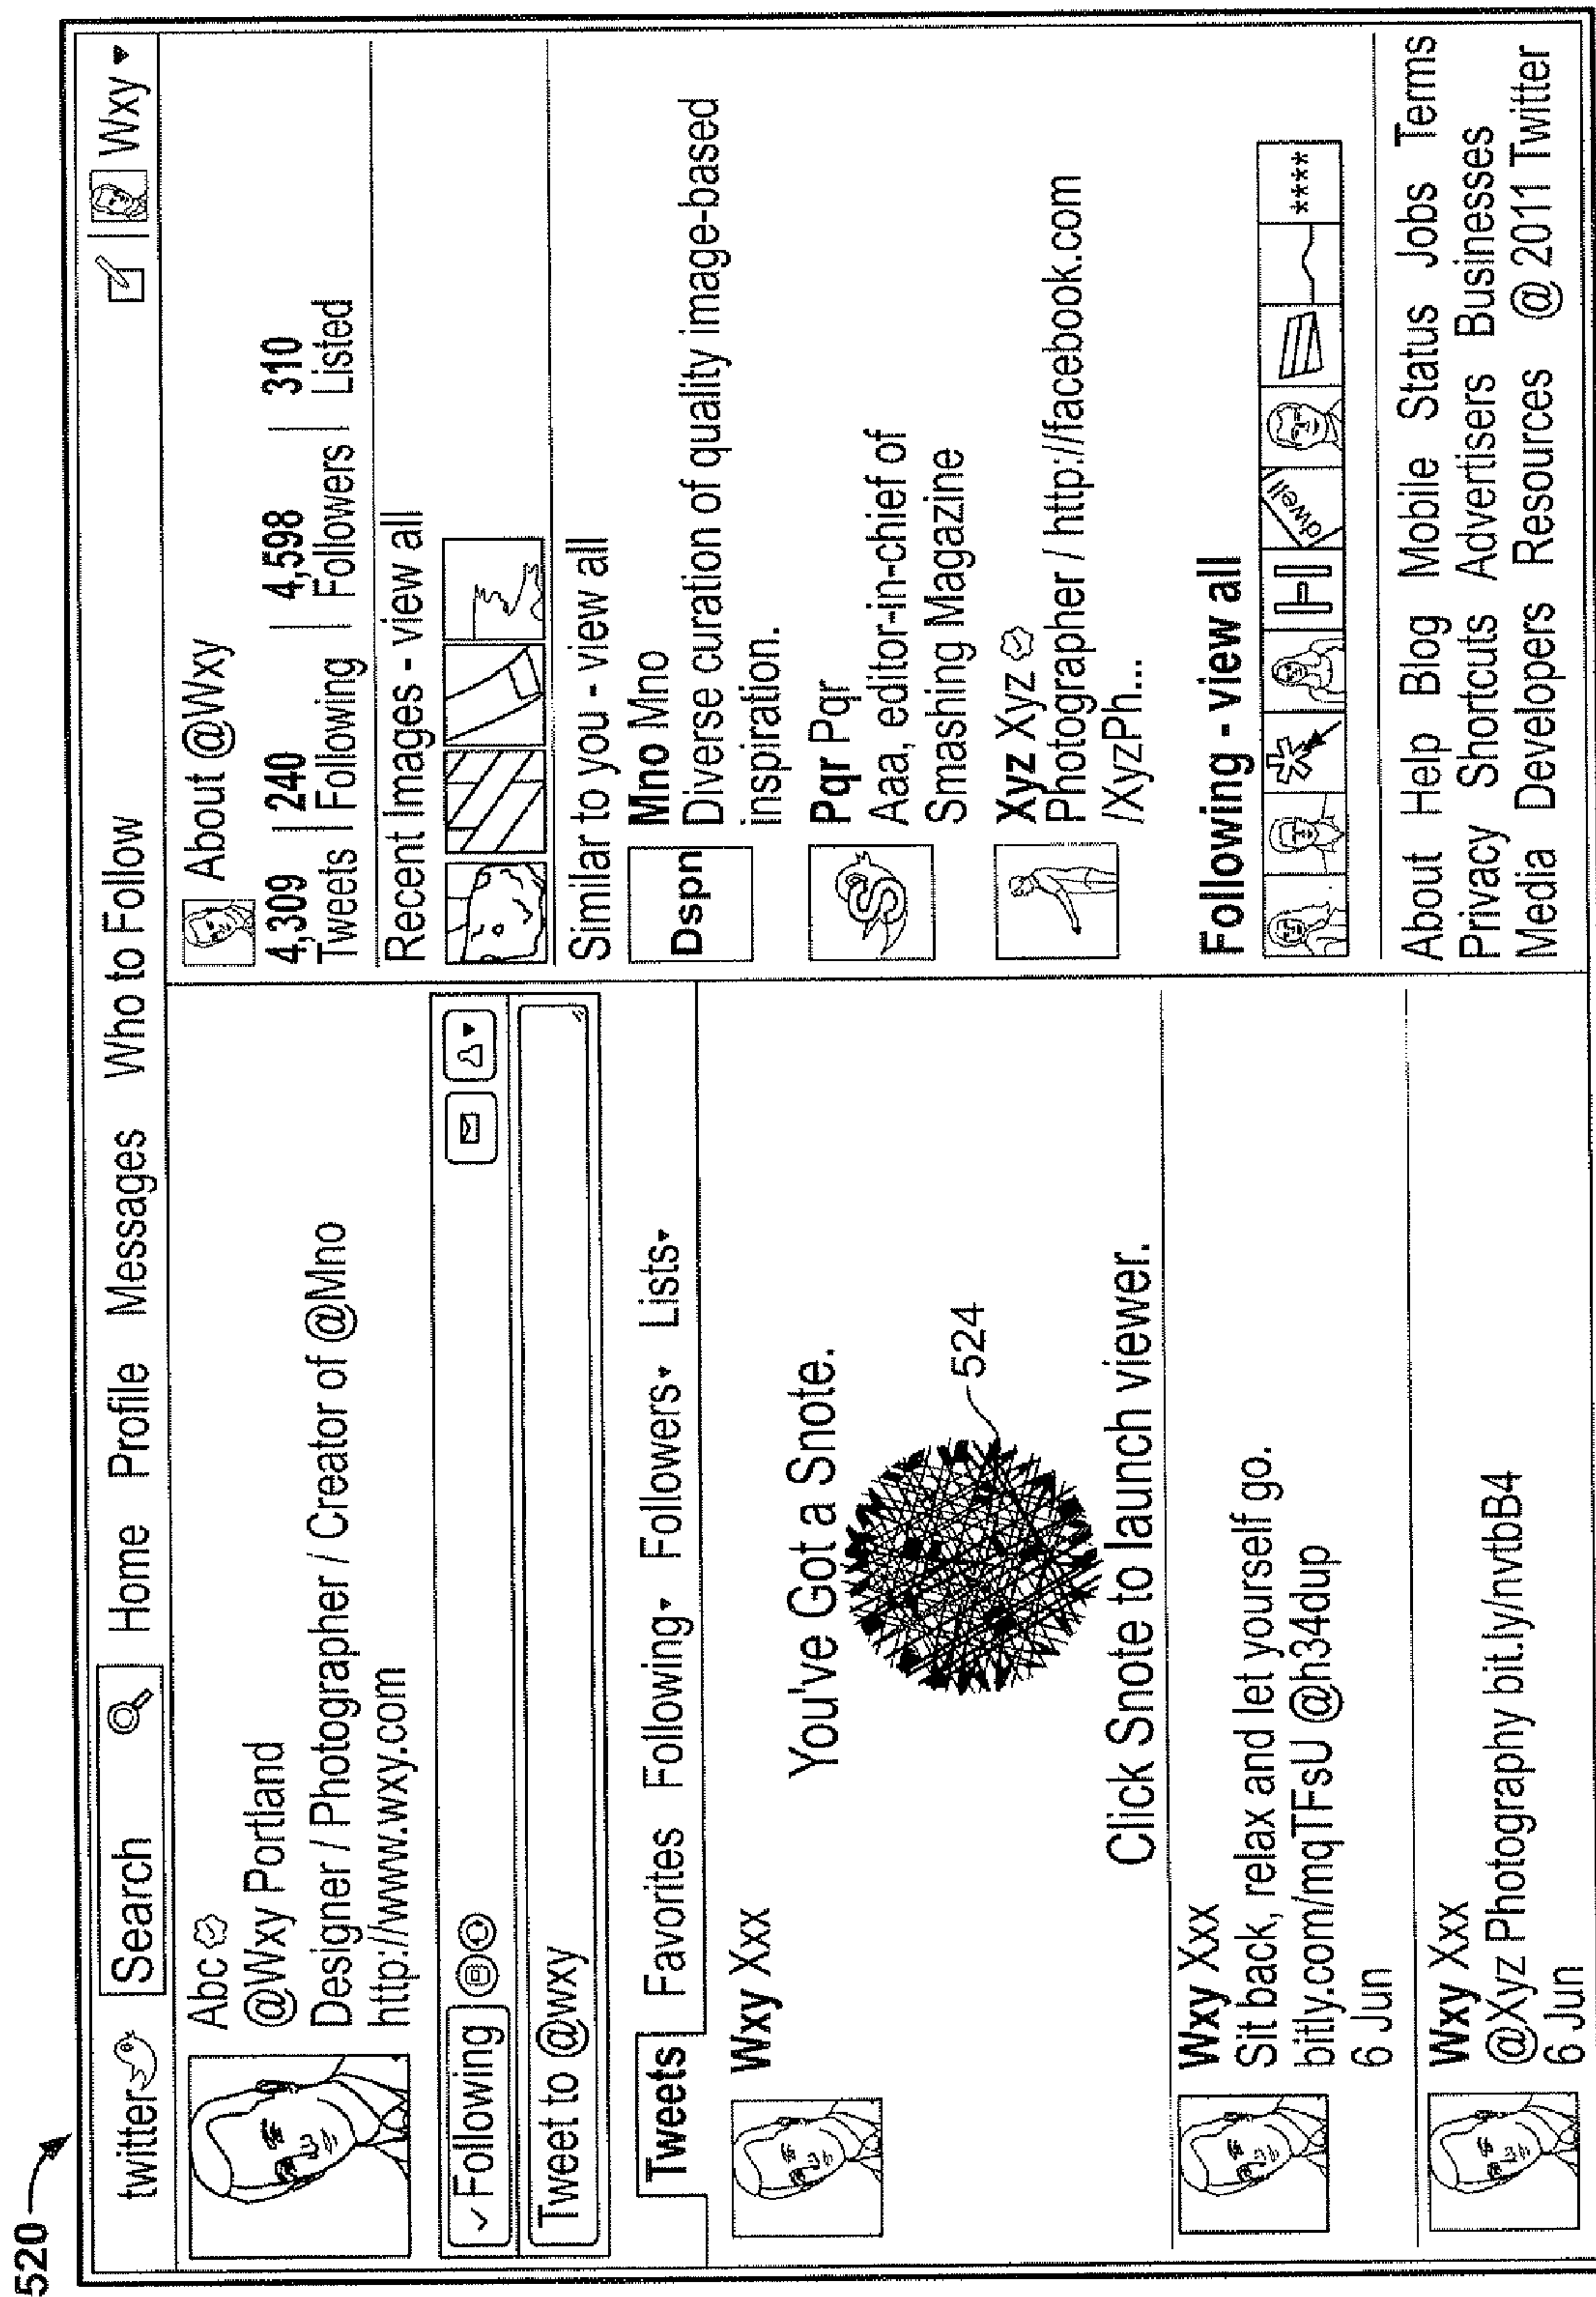 520
twitter Search Home Profile Messages Who to Follow Wxy
Abc
@Wxy Portland
Designer / Photographer / Creator of @Mno
http://www.wxy.com
✓ Following
Tweet to @wxy
Tweets Favorites Following Followers Lists
Wxy Xxx
You've Got a Snote.
524
Click Snote to launch viewer.
Wxy Xxx
Sit back, relax and let yourself go.
bitly.com/mqTFsU @h34dup
6 Jun
Wxy Xxx
@Xyz Photography bit.ly/nvtbB4
6 Jun
About @Wxy
4,309 | 240 | 4,598 | 310
Tweets | Following | Followers | Listed
Recent Images - view all
Similar to you - view all
Dspn
Mno Mno
Diverse curation of quality image-based
inspiration.
Pqr Pqr
Aaa, editor-in-chief of
Smashing Magazine
Xyz Xyz
Photographer / http://facebook.com
/XyzPh...
Following - view all
H dwell ****
About Help Blog Mobile Status Jobs Terms
Privacy Shortcuts Advertisers Businesses
Media Developers Resources @ 2011 Twitter